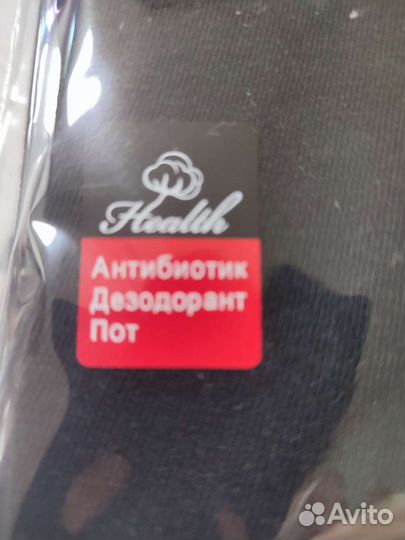 Health
Антибиотик
Дезодорант
Пот
Avito